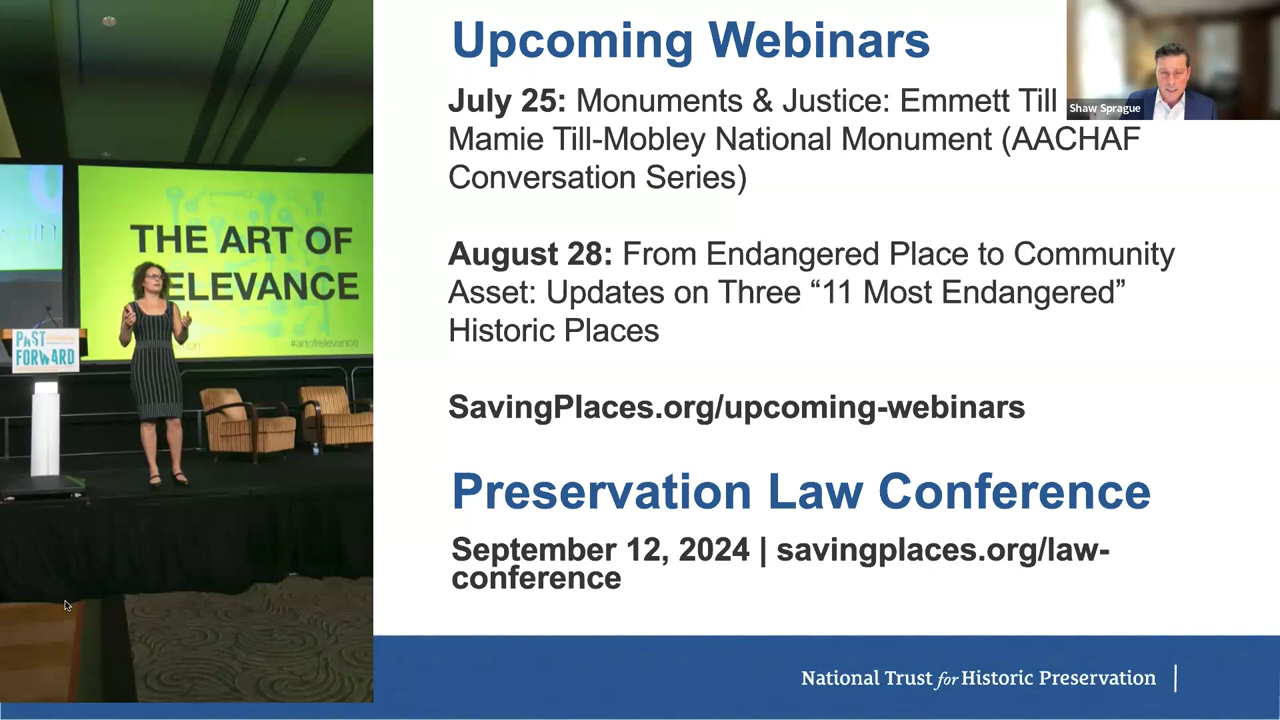 Upcoming Webinars
July 25: Monuments & Justice: Emmett Till
Mamie Till-Mobley National Monument (AACHAF
Conversation Series)
August 28: From Endangered Place to Community
Asset: Updates on Three “11 Most Endangered”
Historic Places
SavingPlaces.org/upcoming-webinars
Preservation Law Conference
September 12, 2024 | savingplaces.org/law-
conference
National Trust for Historic Preservation
Shaw Sprague
THE ART OF
ELEVANCE
#artofrelevance
PAST
FORWARD